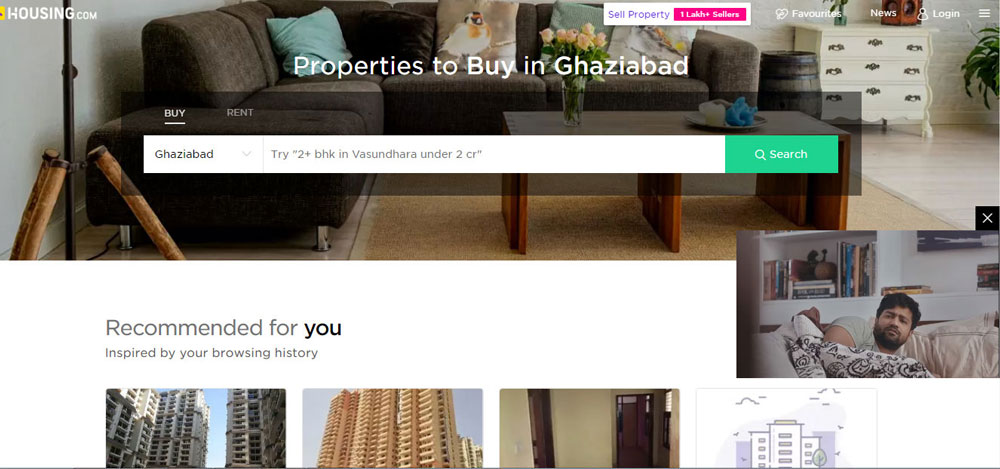 HOUSING.COM
Sell Property 1 Lakh+ Sellers
Favourites
News
Login
Properties to Buy in Ghaziabad
BUY
RENT
Ghaziabad
Try "2+ bhk in Vasundhara under 2 cr"
Search
Recommended for you
Inspired by your browsing history